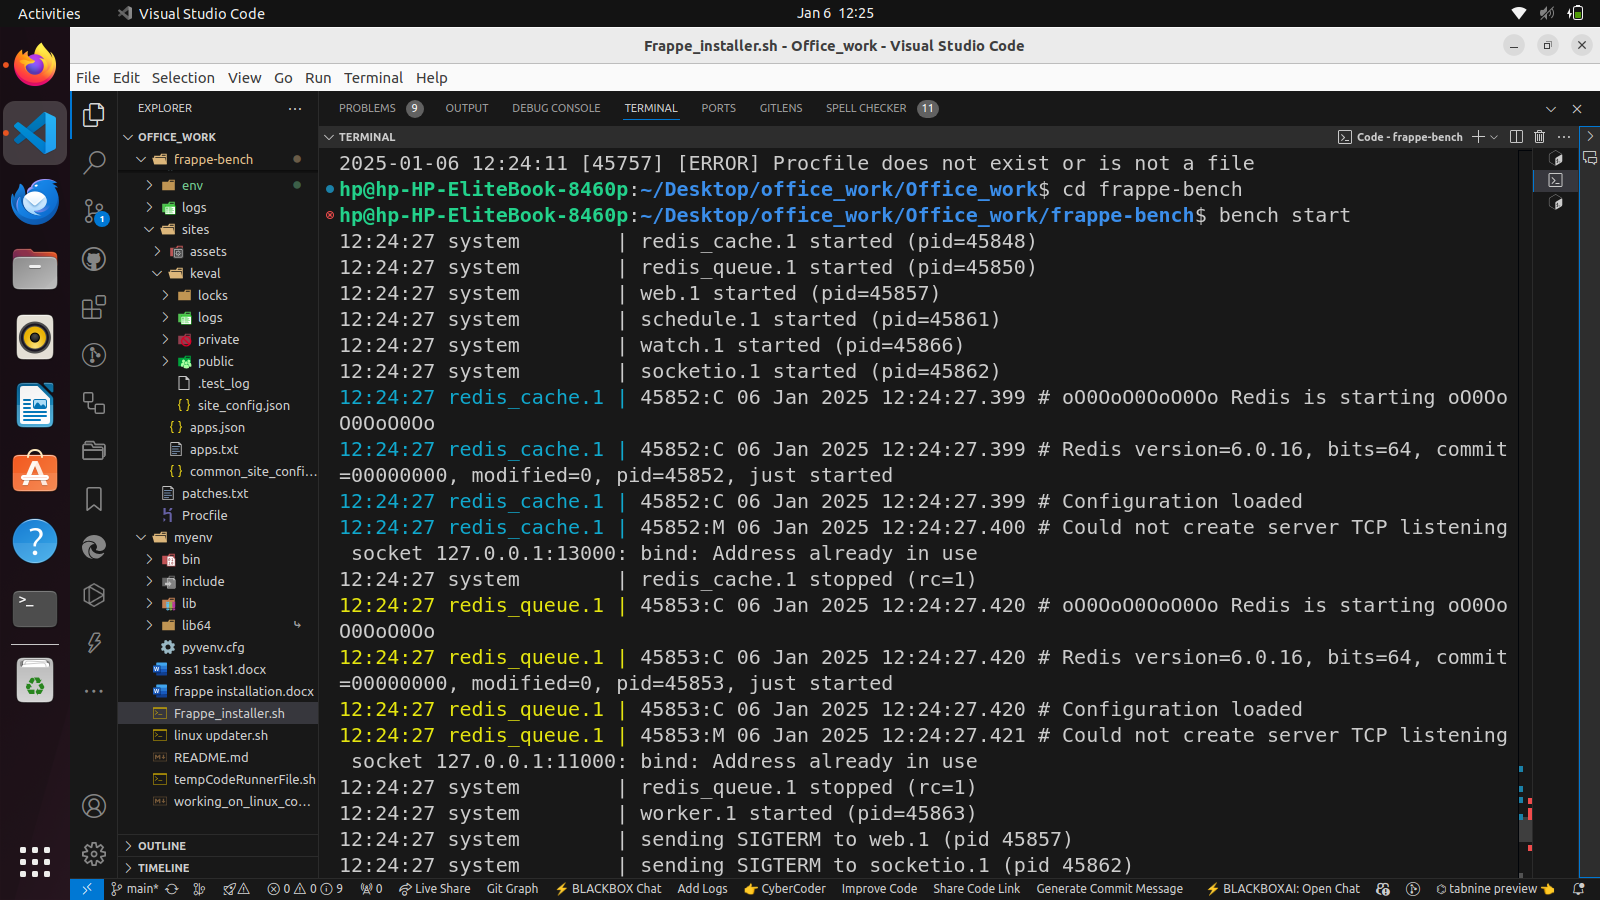 Activities
Visual Studio Code
Jan 6 12:25
Frappe_installer.sh - Office_work - Visual Studio Code
File Edit Selection View Go Run Terminal Help
EXPLORER
OFFICE_WORK
frappe-bench
env
logs
sites
assets
keval
locks
logs
private
public
.test_log
site_config.json
apps.json
apps.txt
common_site_confi...
patches.txt
Procfile
myenv
bin
include
lib
lib64
pyvenv.cfg
ass1 task1.docx
frappe installation.docx
Frappe_installer.sh
linux updater.sh
README.md
tempCodeRunnerFile.sh
working_on_linux_co...
OUTLINE
TIMELINE
PROBLEMS 9 OUTPUT DEBUG CONSOLE TERMINAL PORTS GITLENS SPELL CHECKER 11
TERMINAL
Code - frappe-bench
2025-01-06 12:24:11 [45757] [ERROR] Procfile does not exist or is not a file
hp@hp-HP-EliteBook-8460p:~/Desktop/office_work/Office_work$ cd frappe-bench
hp@hp-HP-EliteBook-8460p:~/Desktop/office_work/Office_work/frappe-bench$ bench start
12:24:27 system | redis_cache.1 started (pid=45848)
12:24:27 system | redis_queue.1 started (pid=45850)
12:24:27 system | web.1 started (pid=45857)
12:24:27 system | schedule.1 started (pid=45861)
12:24:27 system | watch.1 started (pid=45866)
12:24:27 system | socketio.1 started (pid=45862)
12:24:27 redis_cache.1 | 45852:C 06 Jan 2025 12:24:27.399 # oO0OoO0OoO0Oo Redis is starting oO0Oo
O0OoO0Oo
12:24:27 redis_cache.1 | 45852:C 06 Jan 2025 12:24:27.399 # Redis version=6.0.16, bits=64, commit
=00000000, modified=0, pid=45852, just started
12:24:27 redis_cache.1 | 45852:C 06 Jan 2025 12:24:27.399 # Configuration loaded
12:24:27 redis_cache.1 | 45852:M 06 Jan 2025 12:24:27.400 # Could not create server TCP listening
socket 127.0.0.1:13000: bind: Address already in use
12:24:27 system | redis_cache.1 stopped (rc=1)
12:24:27 redis_queue.1 | 45853:C 06 Jan 2025 12:24:27.420 # oO0OoO0OoO0Oo Redis is starting oO0Oo
O0OoO0Oo
12:24:27 redis_queue.1 | 45853:C 06 Jan 2025 12:24:27.420 # Redis version=6.0.16, bits=64, commit
=00000000, modified=0, pid=45853, just started
12:24:27 redis_queue.1 | 45853:C 06 Jan 2025 12:24:27.420 # Configuration loaded
12:24:27 redis_queue.1 | 45853:M 06 Jan 2025 12:24:27.421 # Could not create server TCP listening
socket 127.0.0.1:11000: bind: Address already in use
12:24:27 system | redis_queue.1 stopped (rc=1)
12:24:27 system | worker.1 started (pid=45863)
12:24:27 system | sending SIGTERM to web.1 (pid 45857)
12:24:27 system | sending SIGTERM to socketio.1 (pid 45862)
main* 0 0 9 0 Live Share Git Graph BLACKBOX Chat Add Logs CyberCoder Improve Code Share Code Link Generate Commit Message BLACKBOXAI: Open Chat tabnine preview